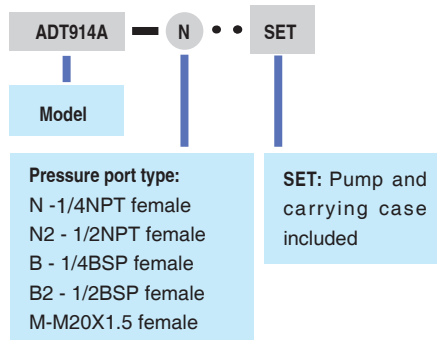 ADT914A — N • • SET
Model
Pressure port type:
N -1/4NPT female
N2 - 1/2NPT female
B - 1/4BSP female
B2 - 1/2BSP female
M-M20X1.5 female
SET: Pump and
carrying case
included